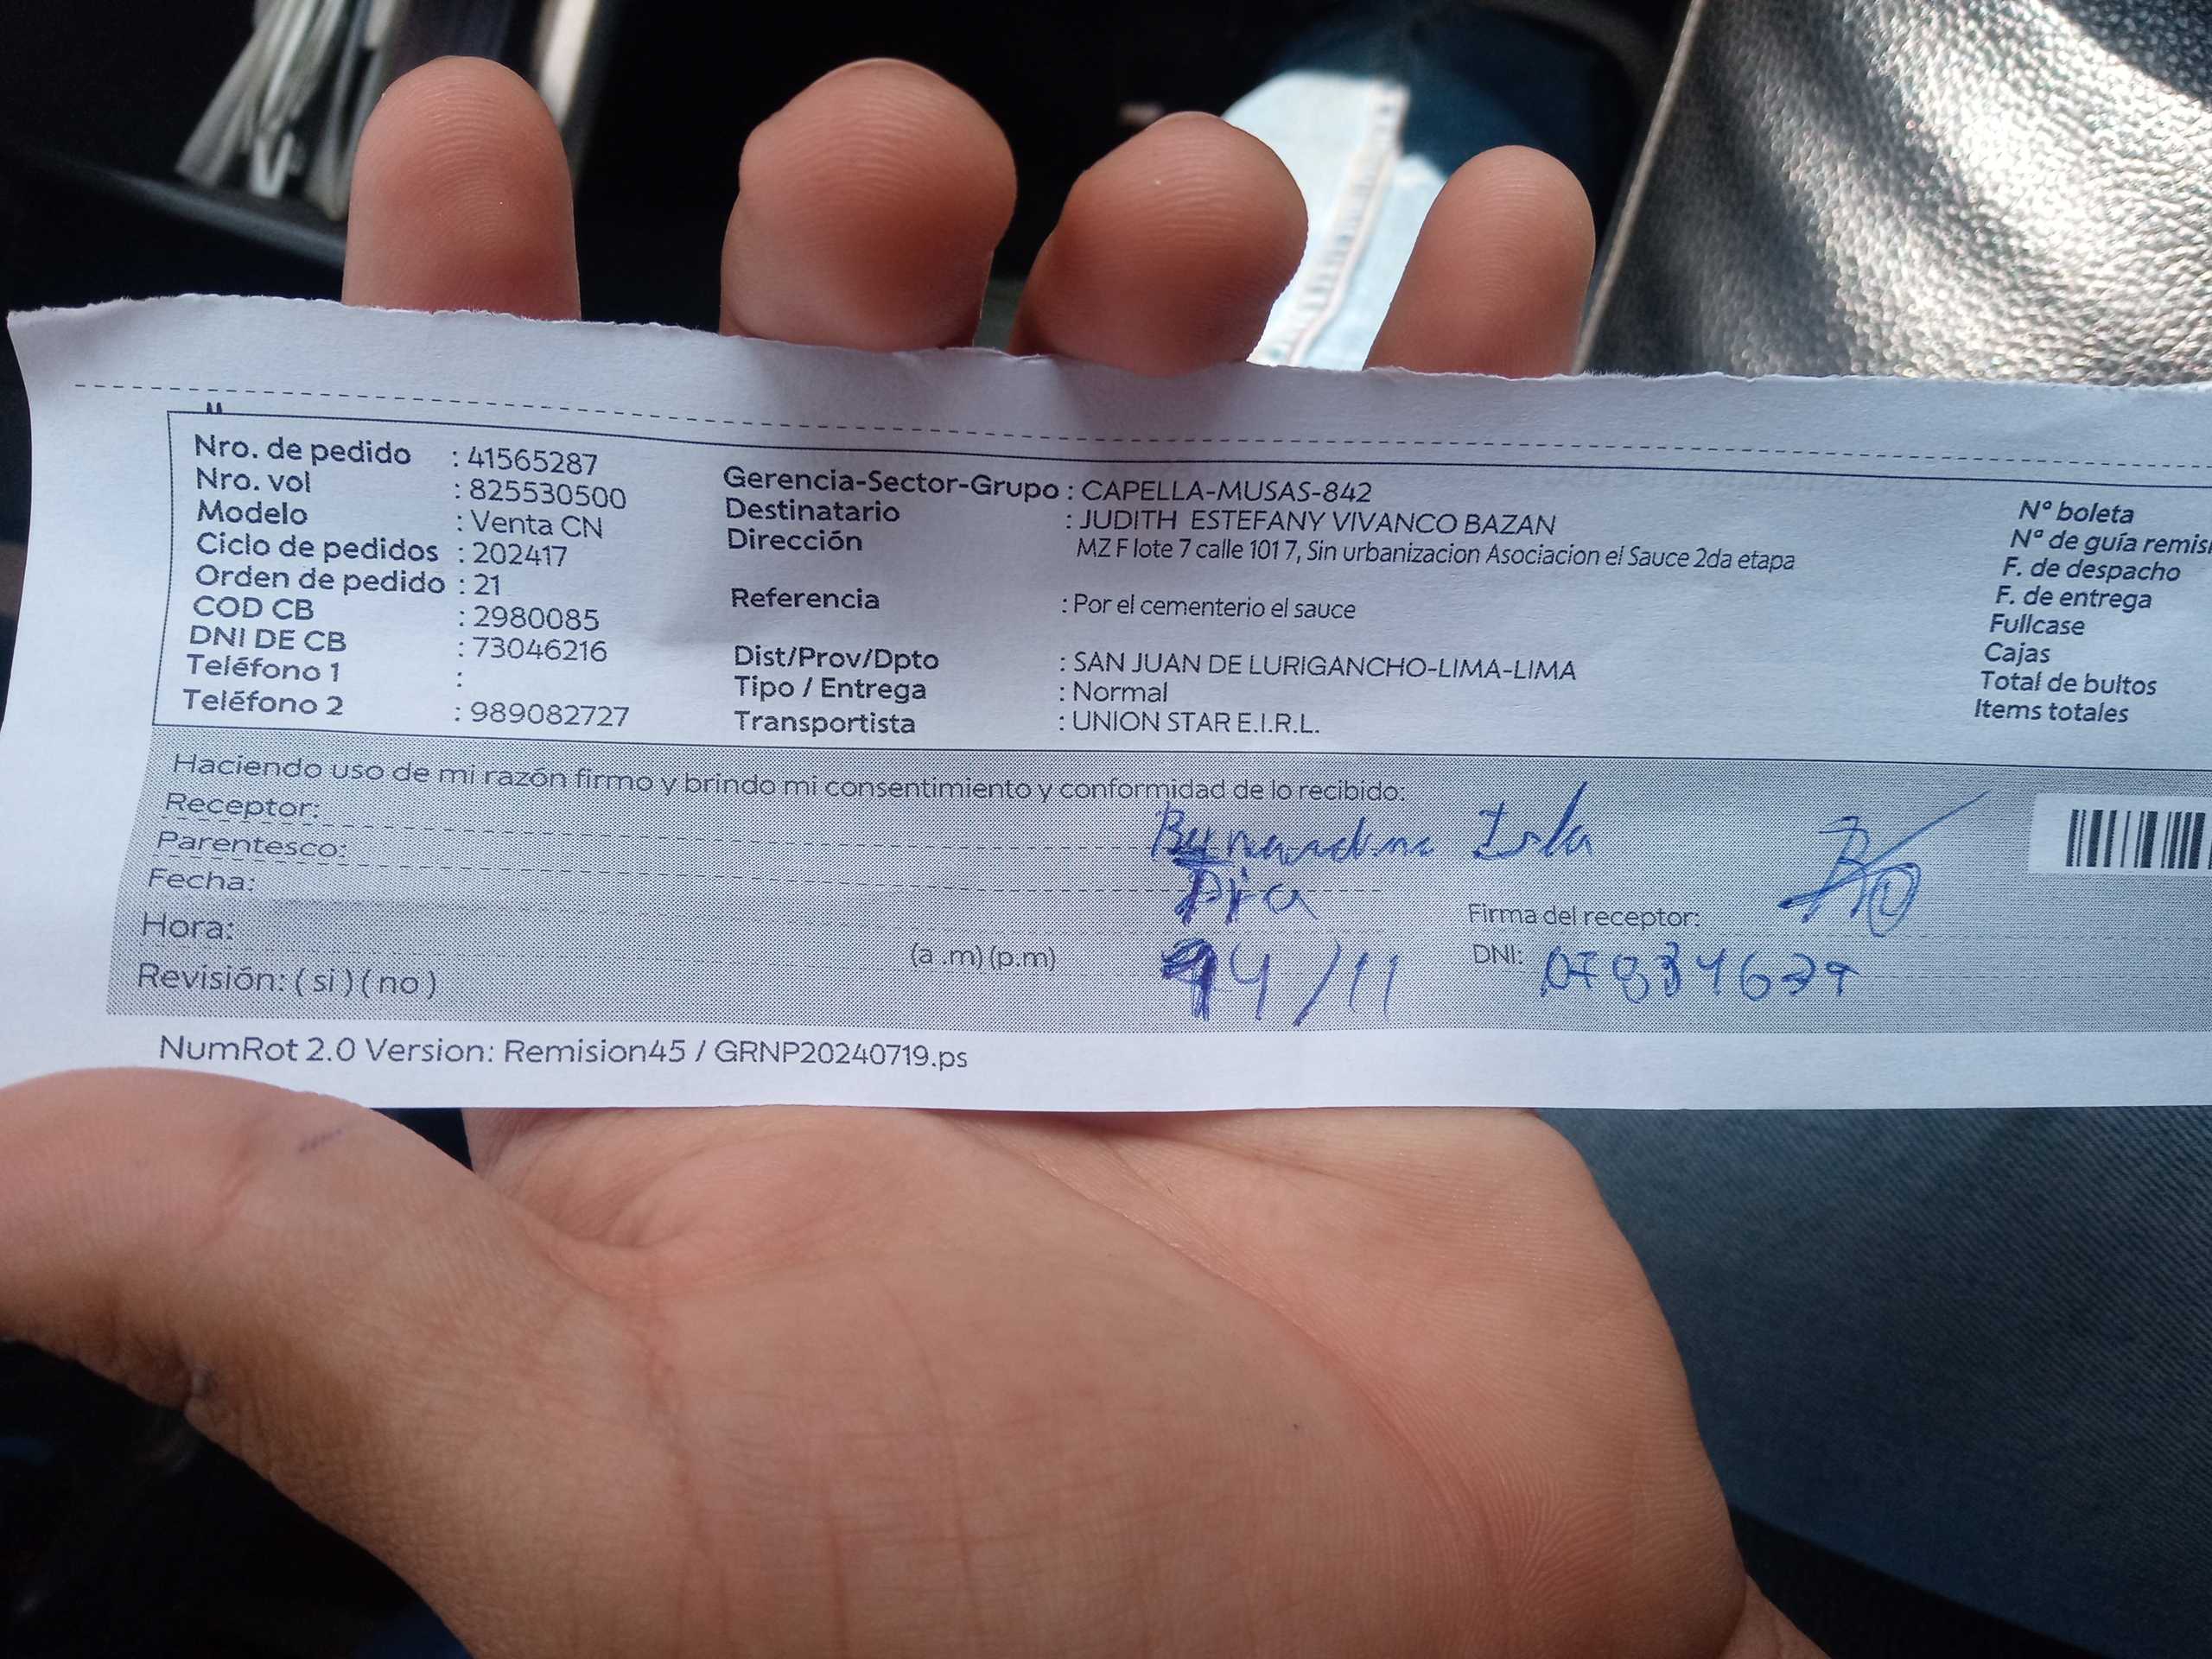 Nro. de pedido : 41565287
Nro. vol : 825530500
Modelo : Venta CN
Ciclo de pedidos : 202417
Orden de pedido : 21
COD CB : 2980085
DNI DE CB : 73046216
Teléfono 1 :
Teléfono 2 : 989082727
Gerencia-Sector-Grupo : CAPELLA-MUSAS-842
Destinatario : JUDITH ESTEFANY VIVANCO BAZAN
Dirección MZ F lote 7 calle 101 7, Sin urbanizacion Asociacion el Sauce 2da etapa
Referencia : Por el cementerio el sauce
Dist/Prov/Dpto : SAN JUAN DE LURIGANCHO-LIMA-LIMA
Tipo / Entrega : Normal
Transportista : UNION STAR E.I.R.L.
N° boleta
N° de guía remisi
F. de despacho
F. de entrega
Fullcase
Cajas
Total de bultos
Items totales
Haciendo uso de mi razón firmo y brindo mi consentimiento y conformidad de lo recibido:
Receptor:
Parentesco:
Fecha:
Hora: (a .m) (p.m)
Revisión: ( si ) ( no )
14/11
Firma del receptor:
DNI:
NumRot 2.0 Version: Remision45 / GRNP20240719.ps